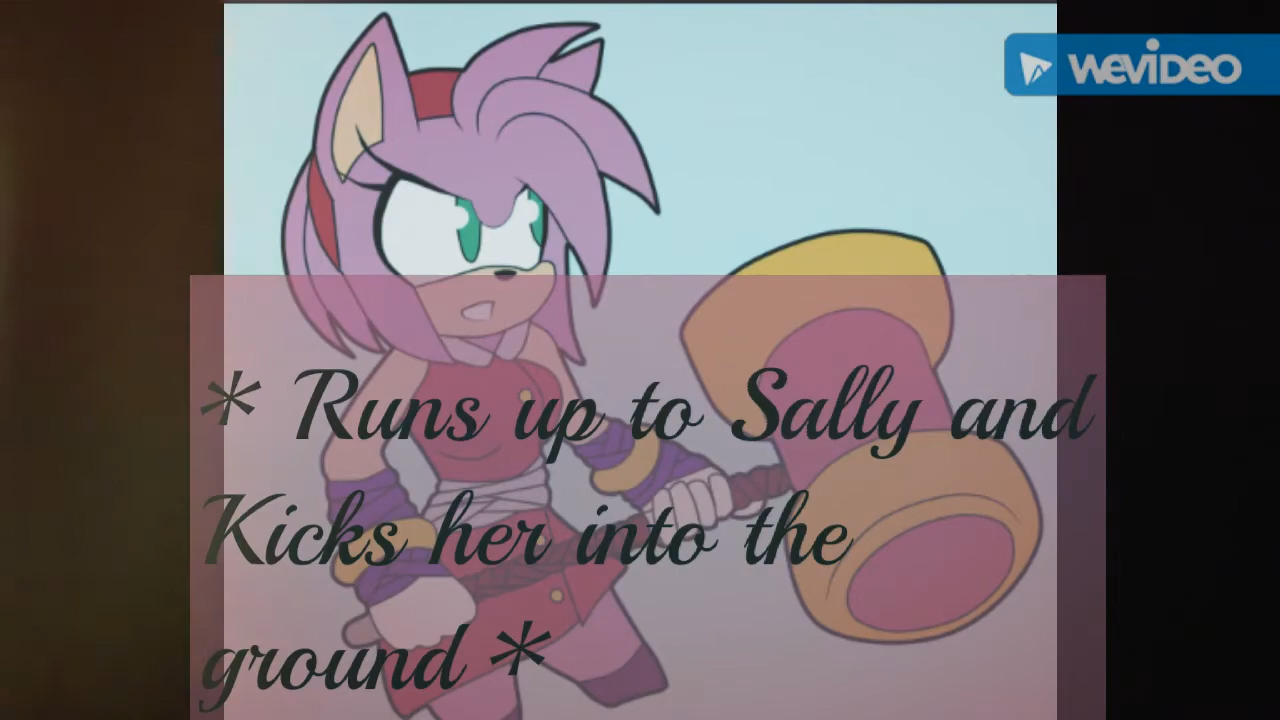 WEVIDEO
* Runs up to Sally and
Kicks her into the
ground *